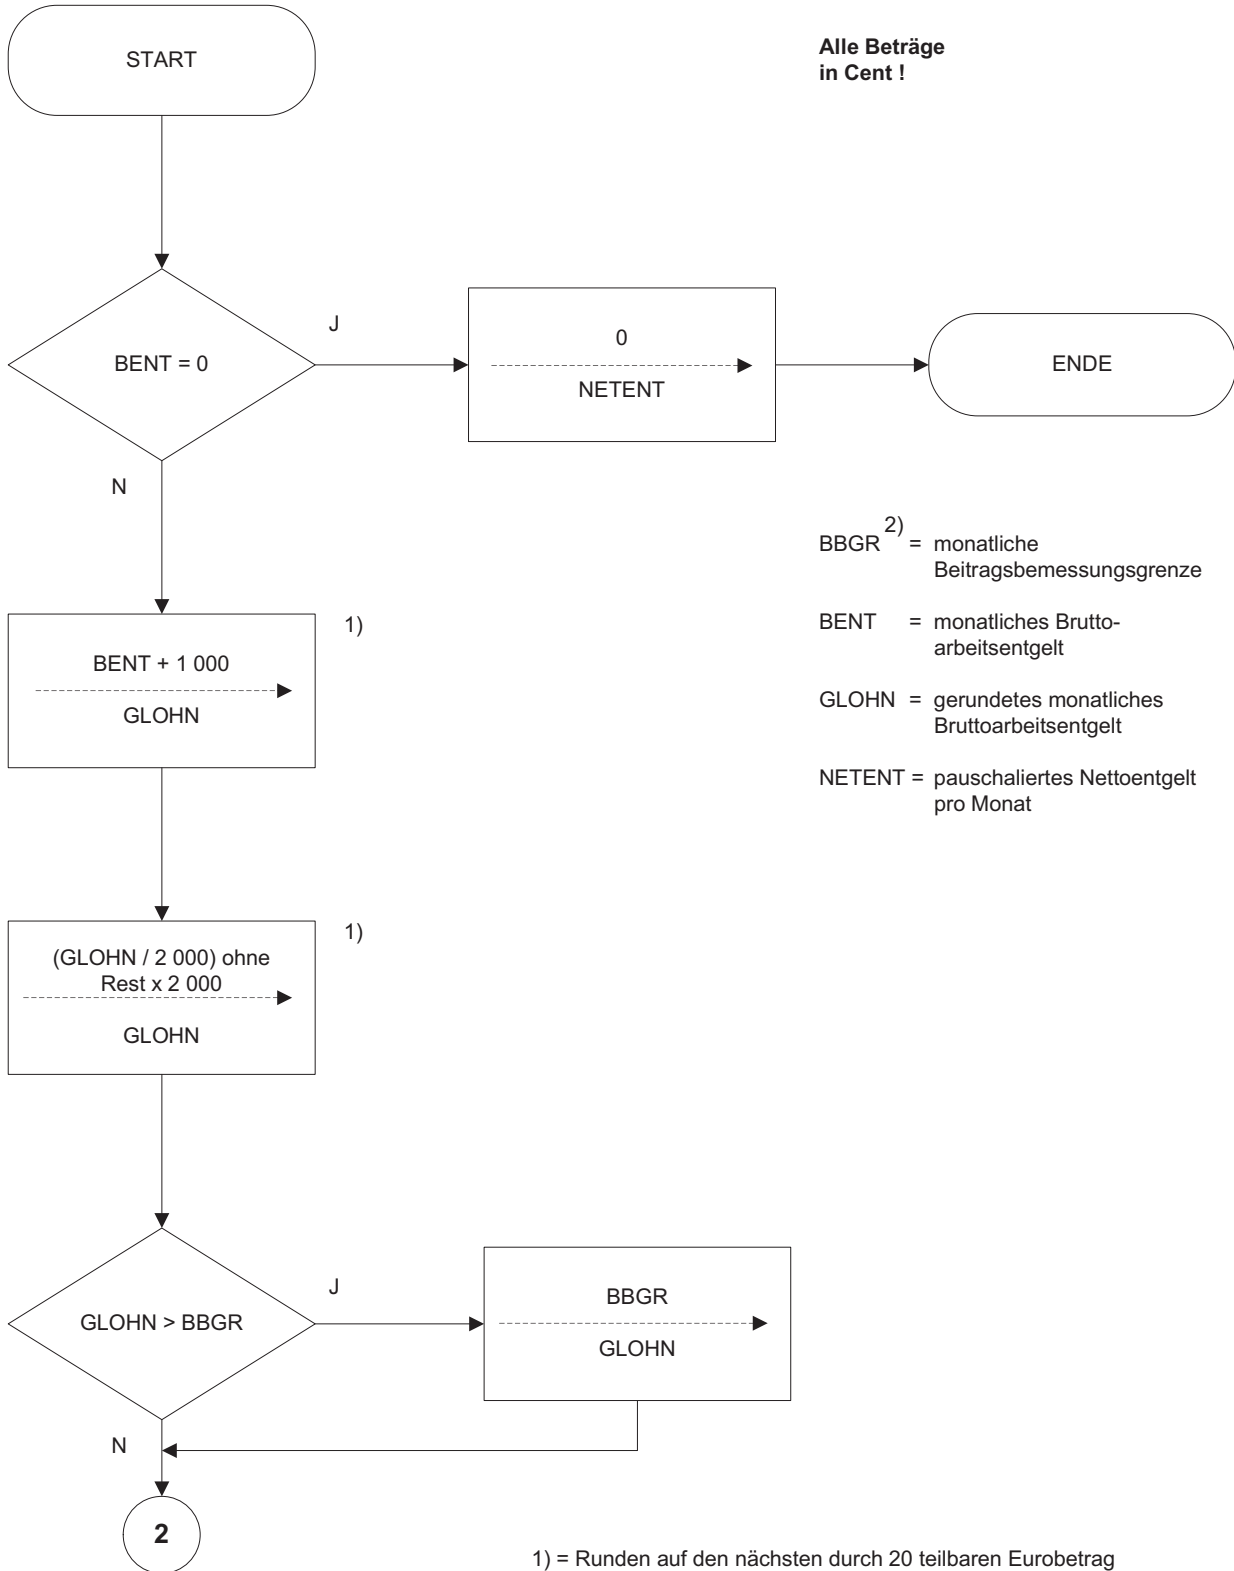 START
Alle Beträge
in Cent !
BENT = 0
J
0
NETENT
ENDE
N
BBGR 2) = monatliche
Beitragsbemessungsgrenze
BENT = monatliches Brutto-
arbeitsentgelt
GLOHN = gerundetes monatliches
Bruttoarbeitsentgelt
NETENT = pauschaliertes Nettoentgelt
pro Monat
1)
BENT + 1 000
GLOHN
1)
(GLOHN / 2 000) ohne
Rest x 2 000
GLOHN
GLOHN > BBGR
J
BBGR
GLOHN
N
2
1) = Runden auf den nächsten durch 20 teilbaren Eurobetrag